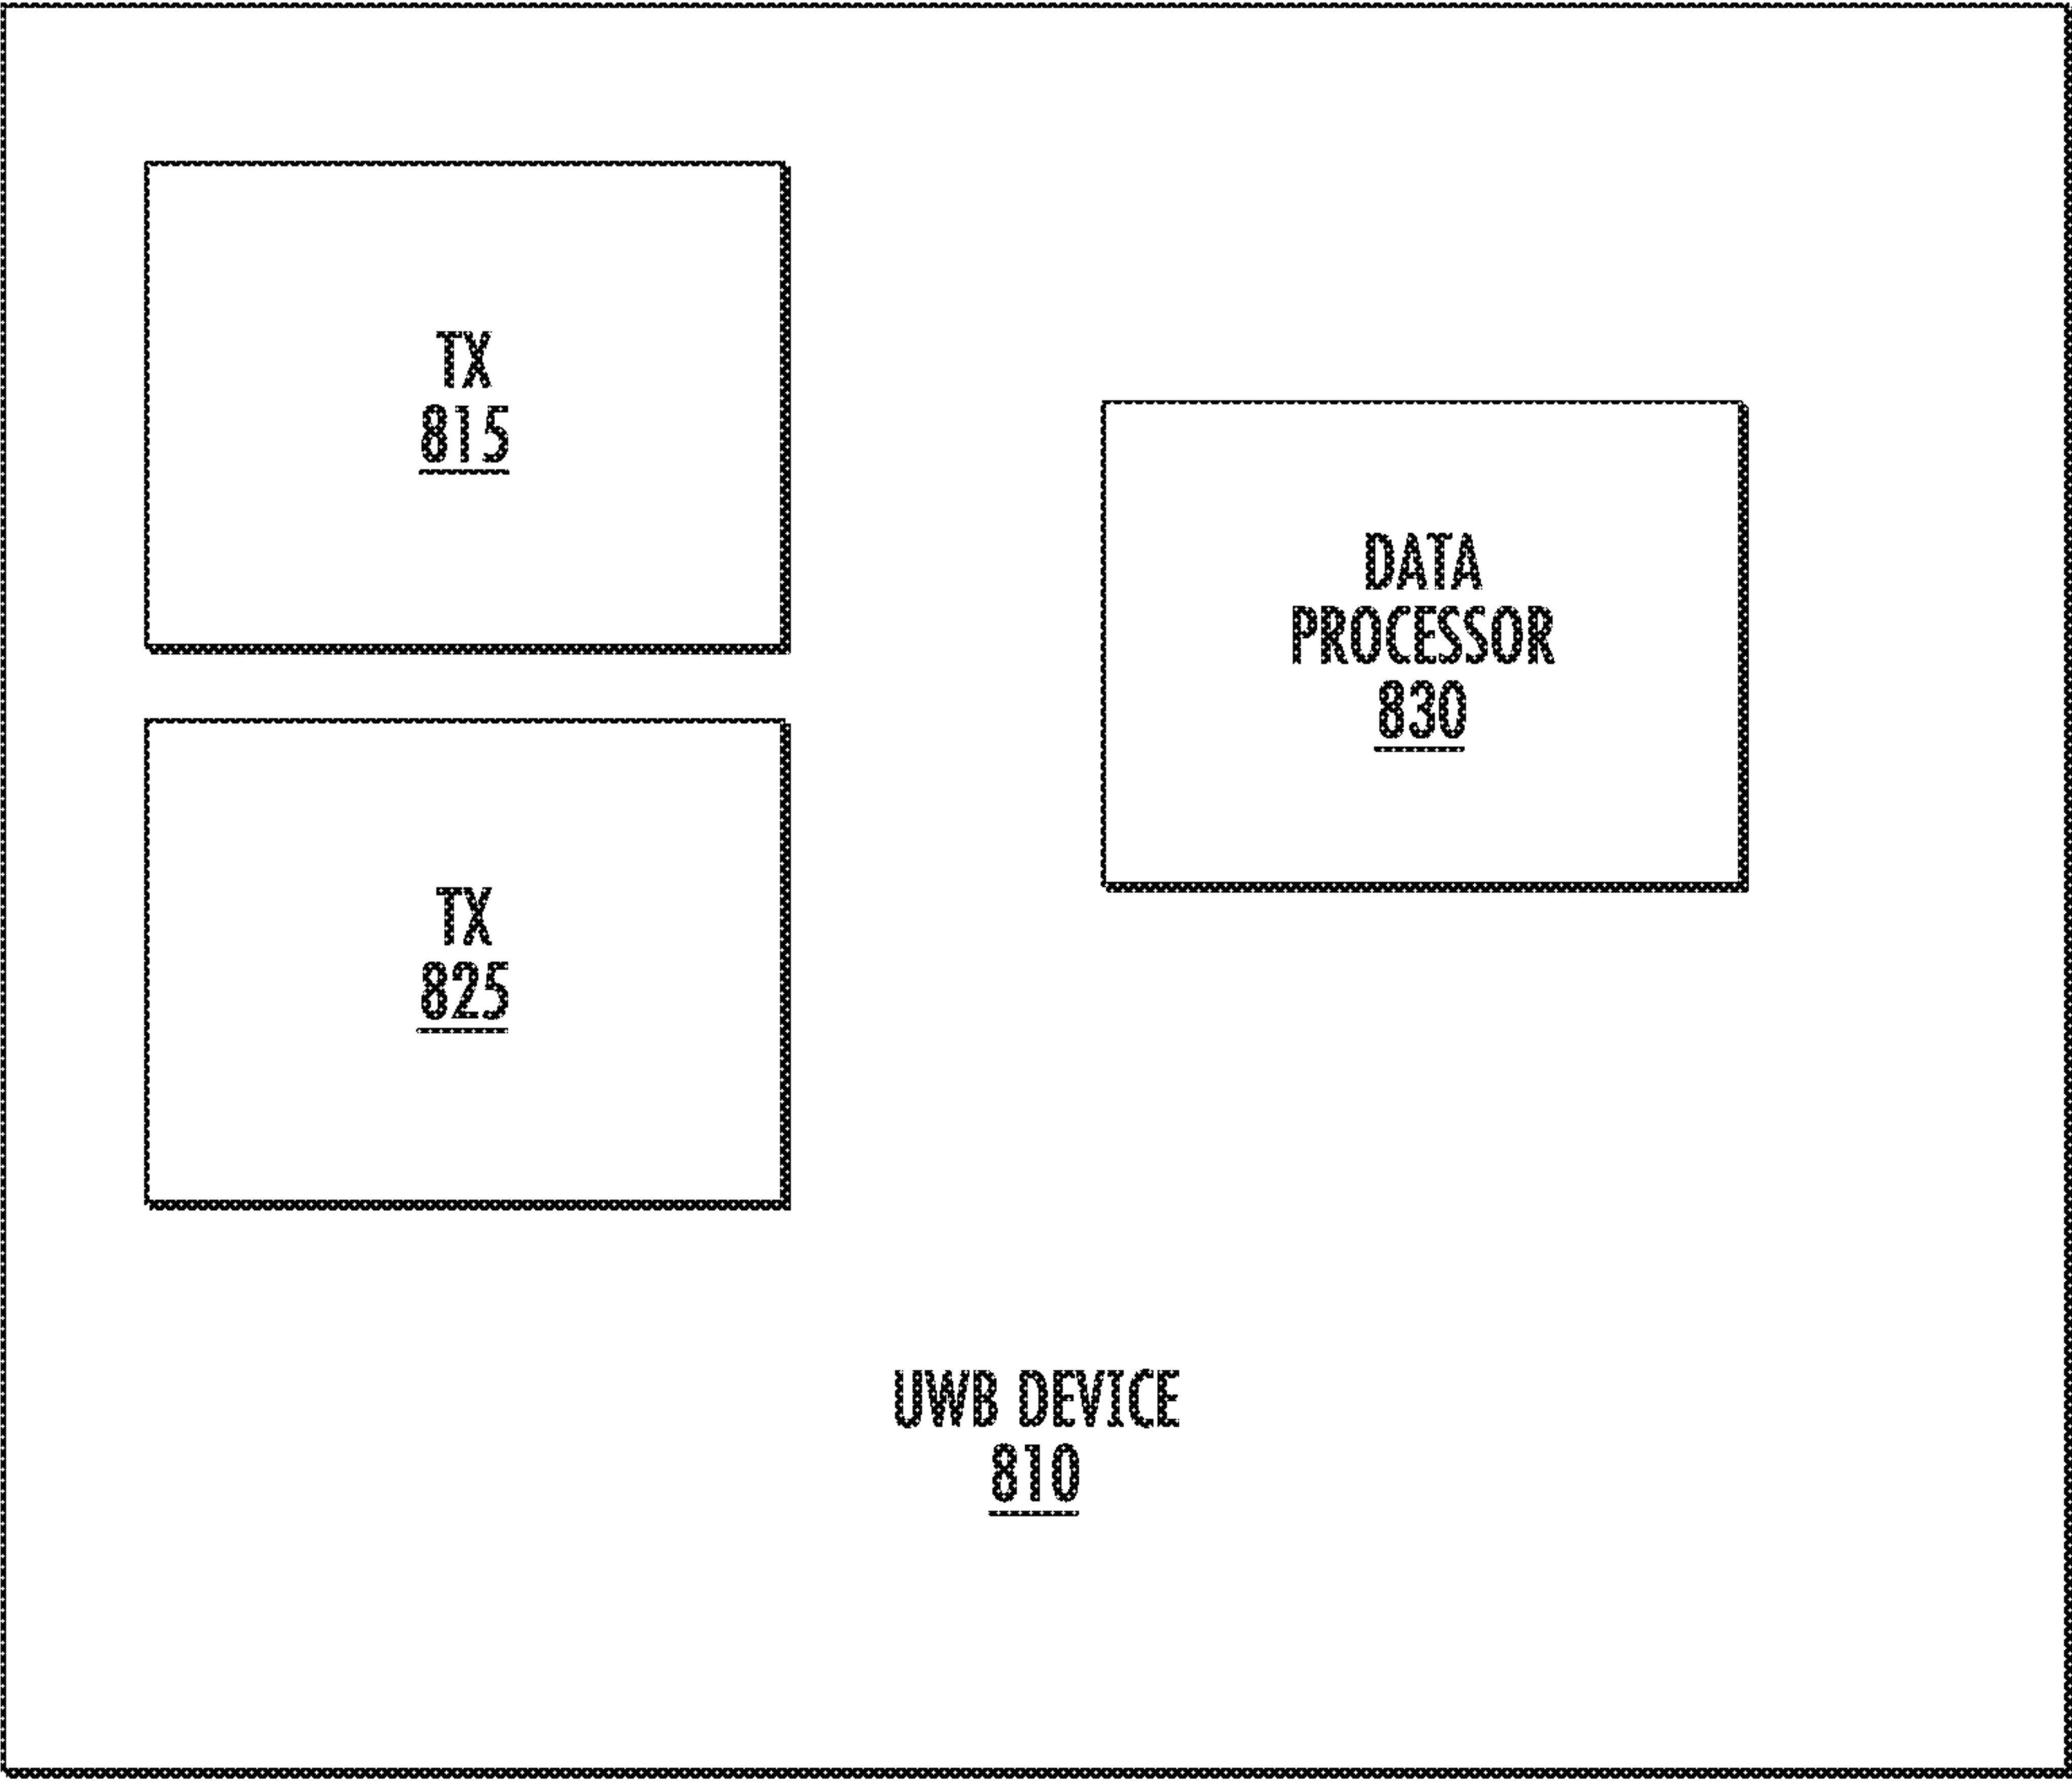 TX
815
DATA
PROCESSOR
830
TX
825
UWB DEVICE
810